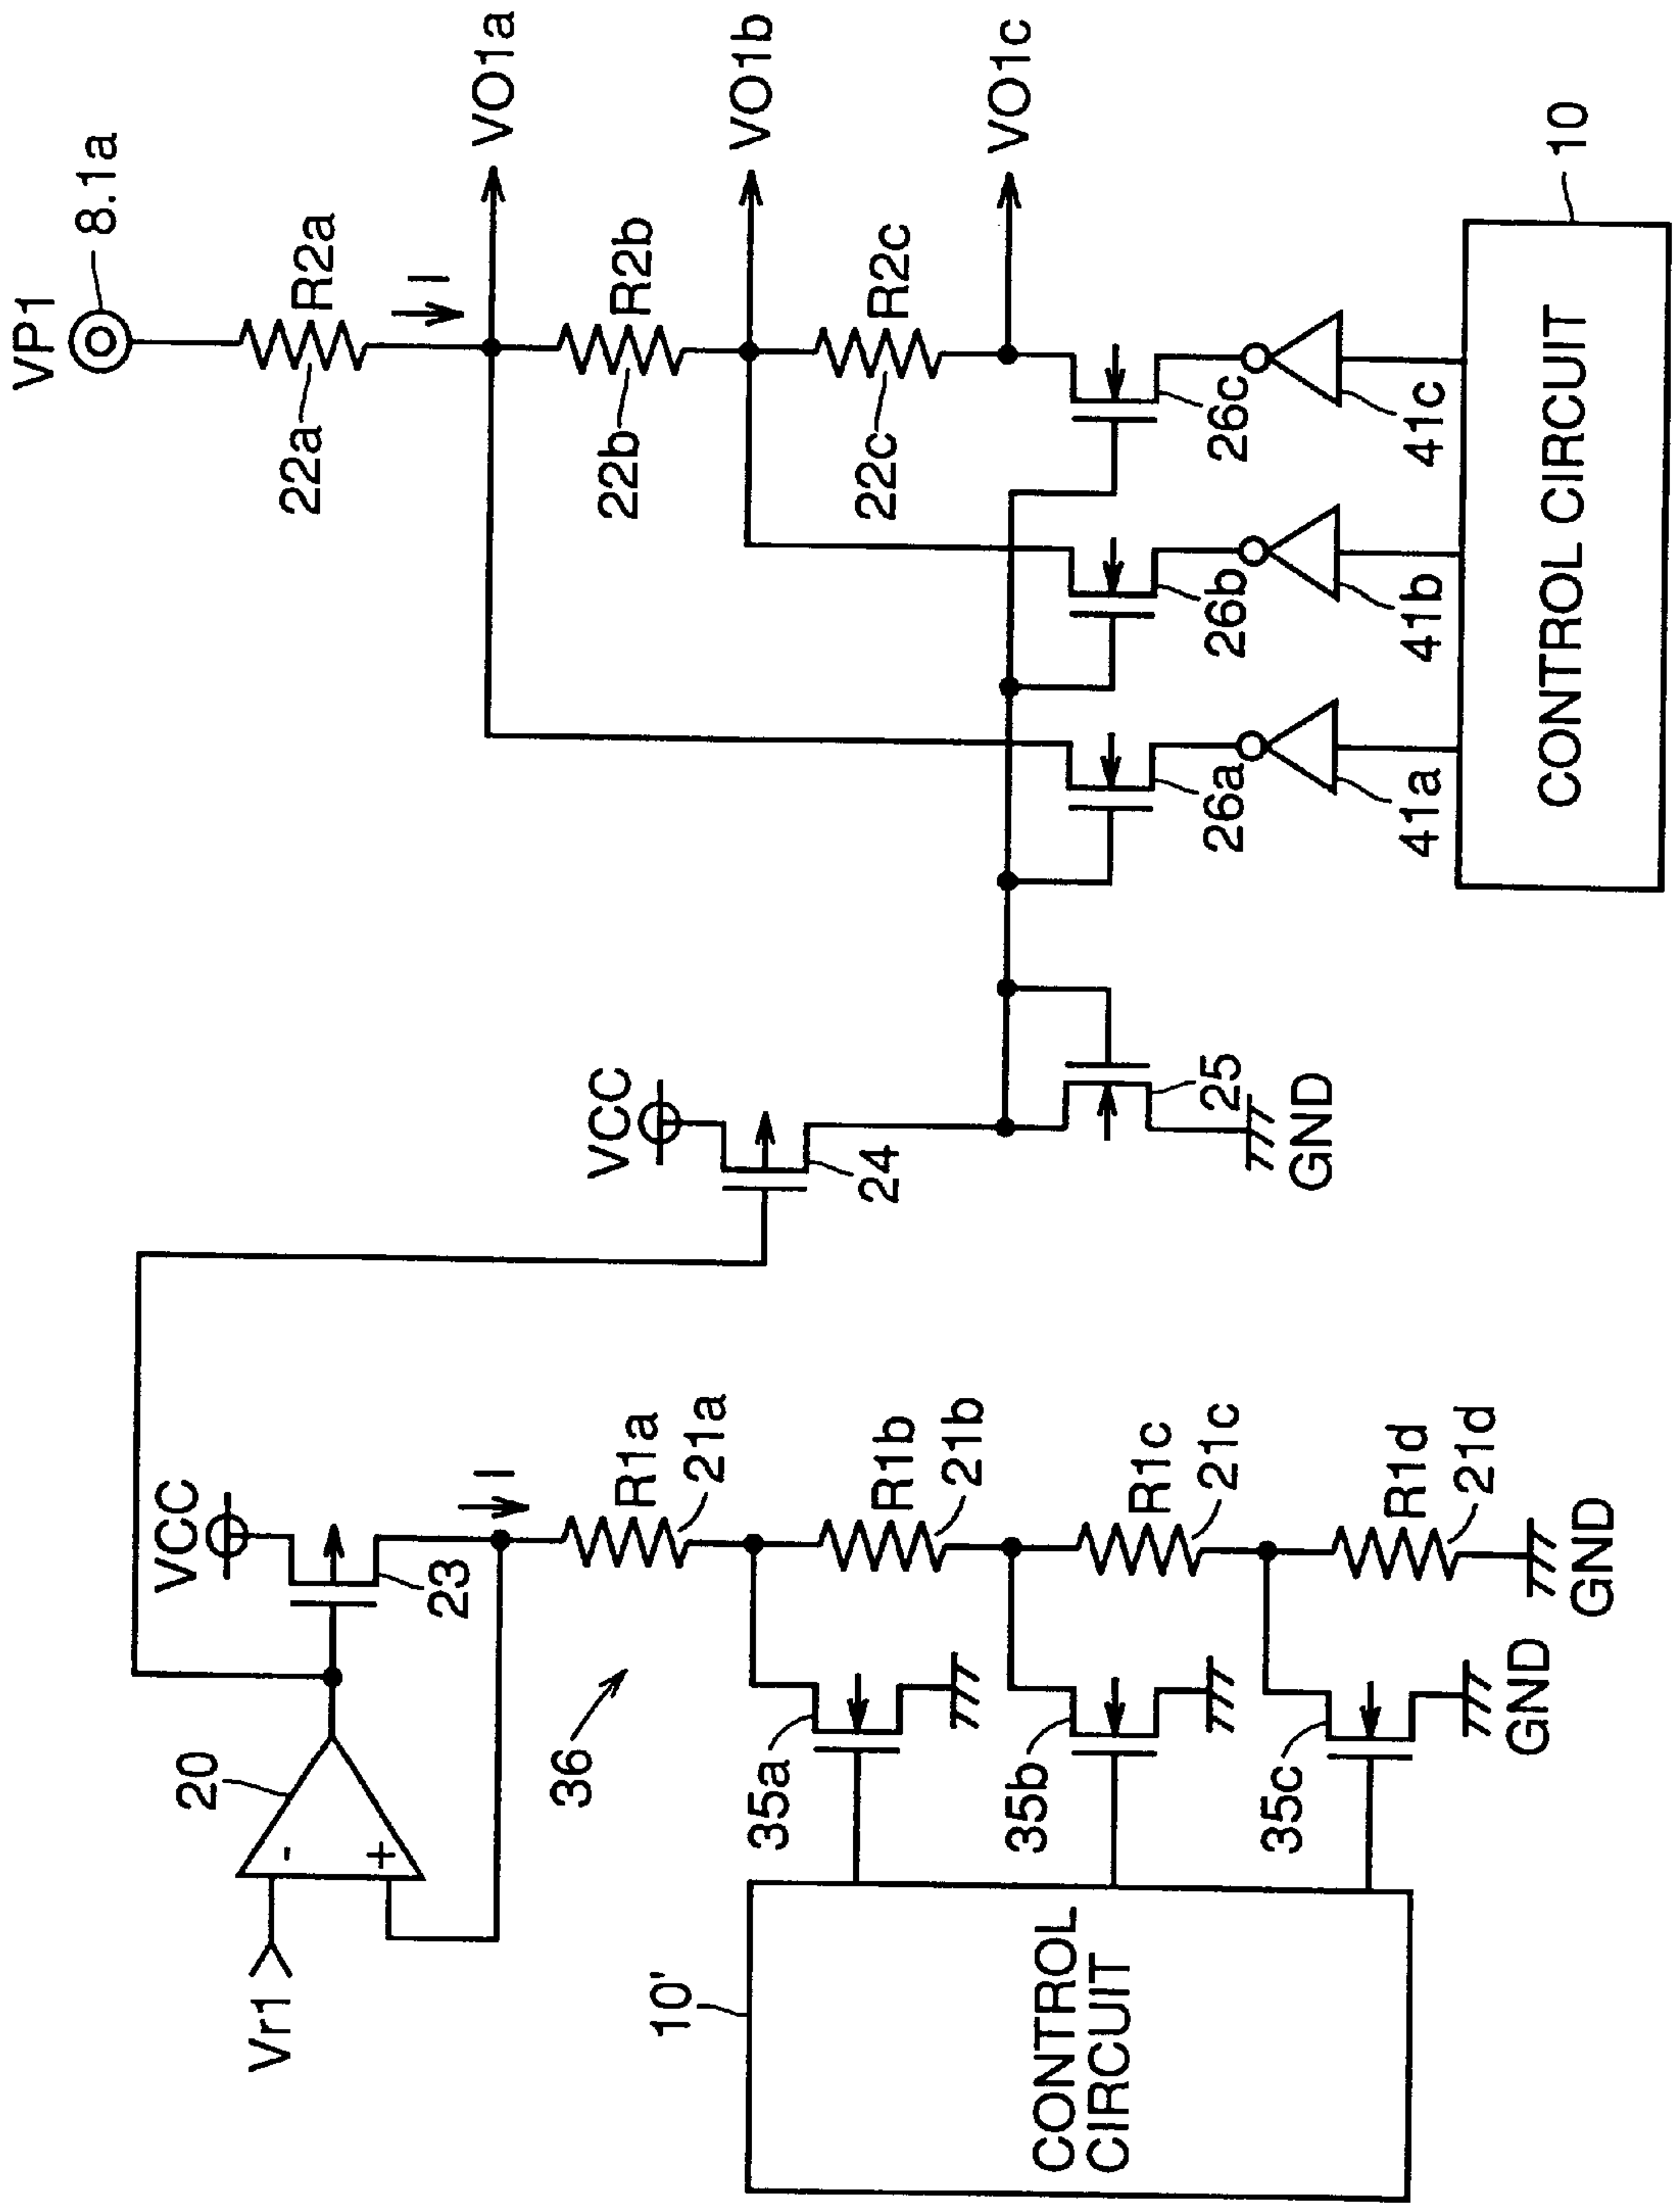 VP1
8.1a
22a
R2a
I
VO1a
22b
R2b
VO1b
22c
R2c
VO1c
VCC
24
25
GND
26a
26b
26c
41a
41b
41c
CONTROL CIRCUIT
10
Vr1
20
-
+
VCC
23
I
36
R1a
21a
R1b
21b
R1c
21c
R1d
21d
GND
35a
35b
35c
GND
10'
CONTROL
CIRCUIT